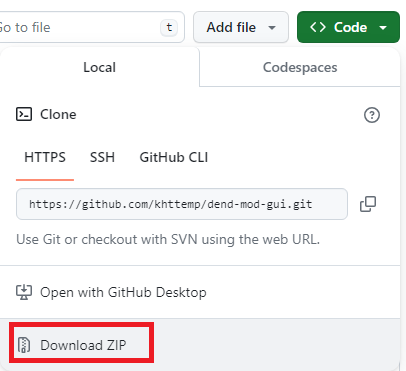 Go to file t Add file <> Code
Local Codespaces
Clone
HTTPS SSH GitHub CLI
https://github.com/khttemp/dend-mod-gui.git
Use Git or checkout with SVN using the web URL.
Open with GitHub Desktop
Download ZIP